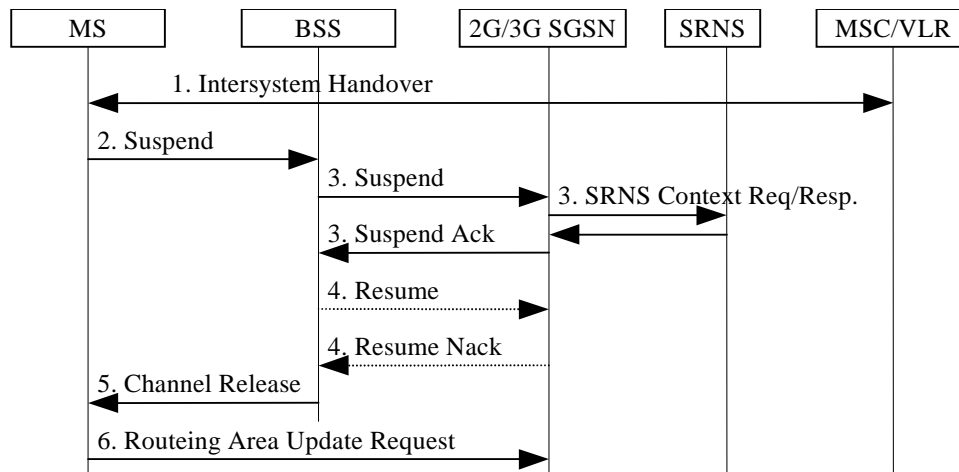 MS BSS 2G/3G SGSN SRNS MSC/VLR
1. Intersystem Handover
2. Suspend
3. Suspend
3. SRNS Context Req/Resp.
3. Suspend Ack
4. Resume
4. Resume Nack
5. Channel Release
6. Routeing Area Update Request